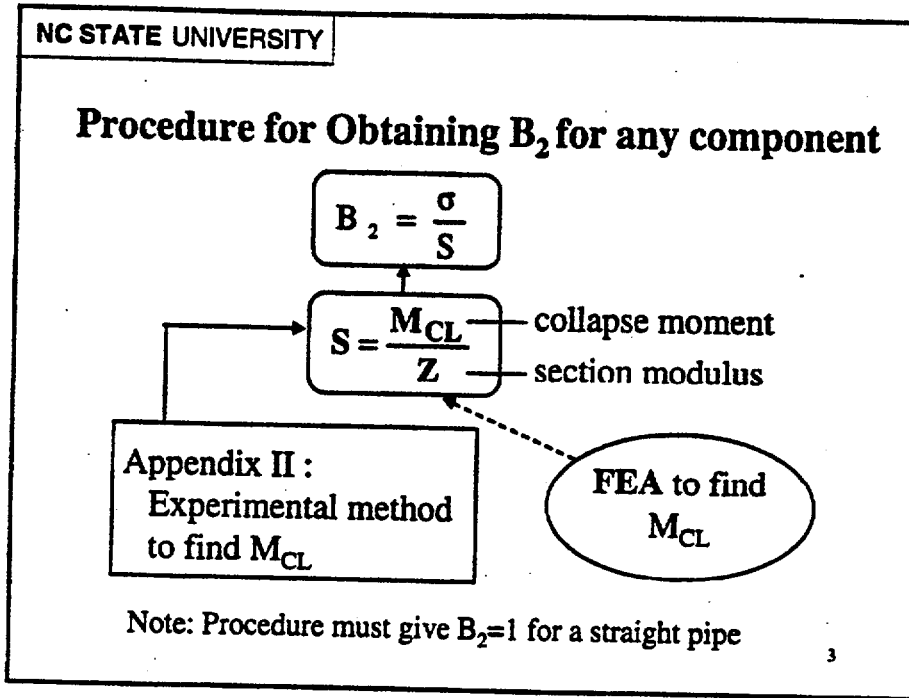 NC STATE UNIVERSITY
Procedure for Obtaining B₂ for any component
B ₂ = σ/S
S = M_CL/Z
collapse moment
section modulus
Appendix II :
Experimental method
to find M_CL
FEA to find
M_CL
Note: Procedure must give B₂=1 for a straight pipe
3